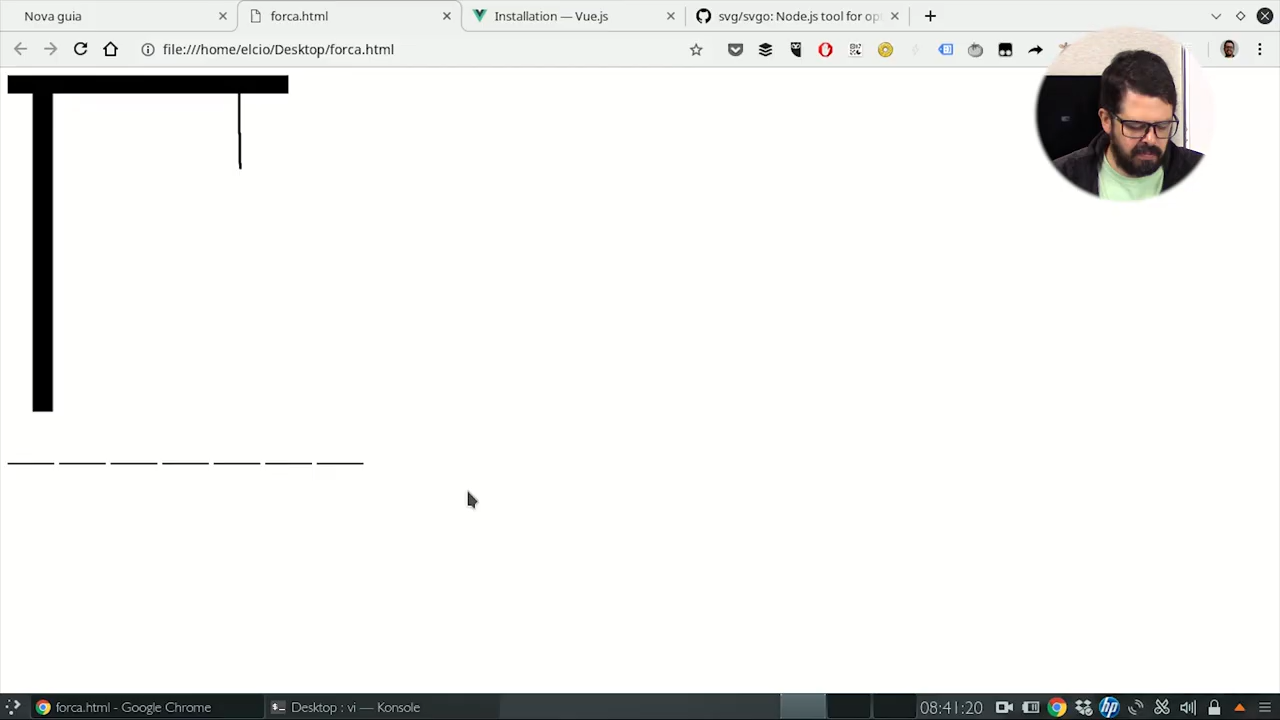 Nova guia
forca.html
Installation — Vue.js
svg/svgo: Node.js tool for op
file:///home/elcio/Desktop/forca.html
forca.html - Google Chrome
Desktop : vi — Konsole
08:41:20